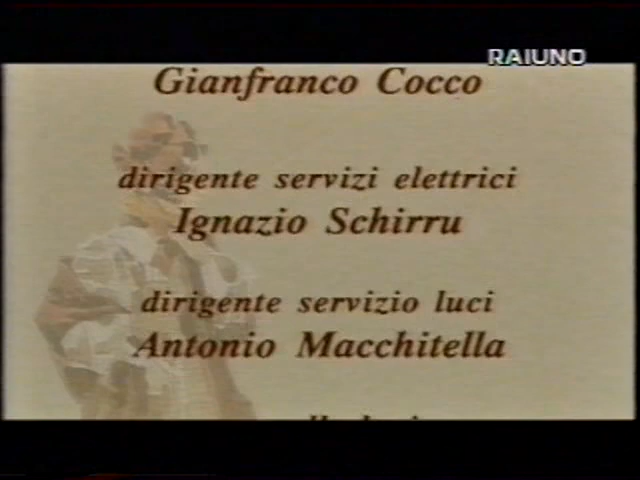 RAIUNO
Gianfranco Cocco
dirigente servizi elettrici
Ignazio Schirru
dirigente servizio luci
Antonio Macchitella